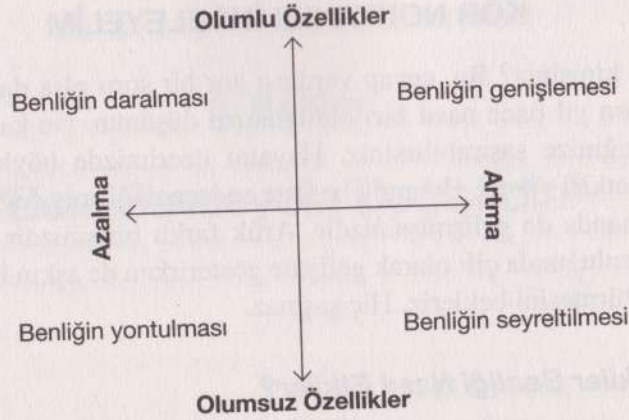 Olumlu Özellikler
Benliğin daralması
Benliğin genişlemesi
Azalma
Artma
Benliğin yontulması
Benliğin seyreltilmesi
Olumsuz Özellikler